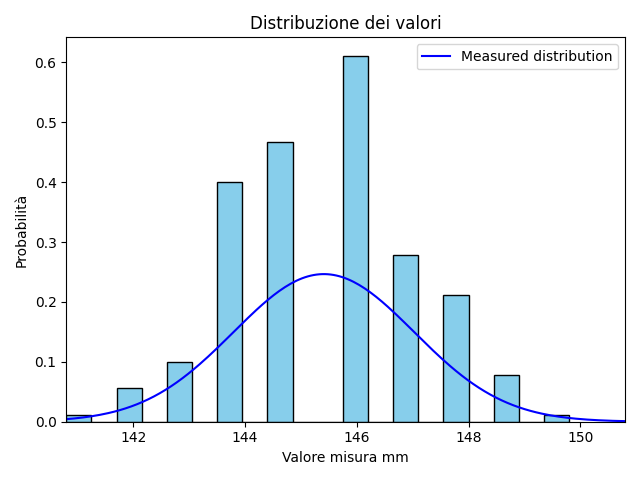 Distribuzione dei valori
Measured distribution
Probabilità
0.6
0.5
0.4
0.3
0.2
0.1
0.0
142 144 146 148 150
Valore misura mm